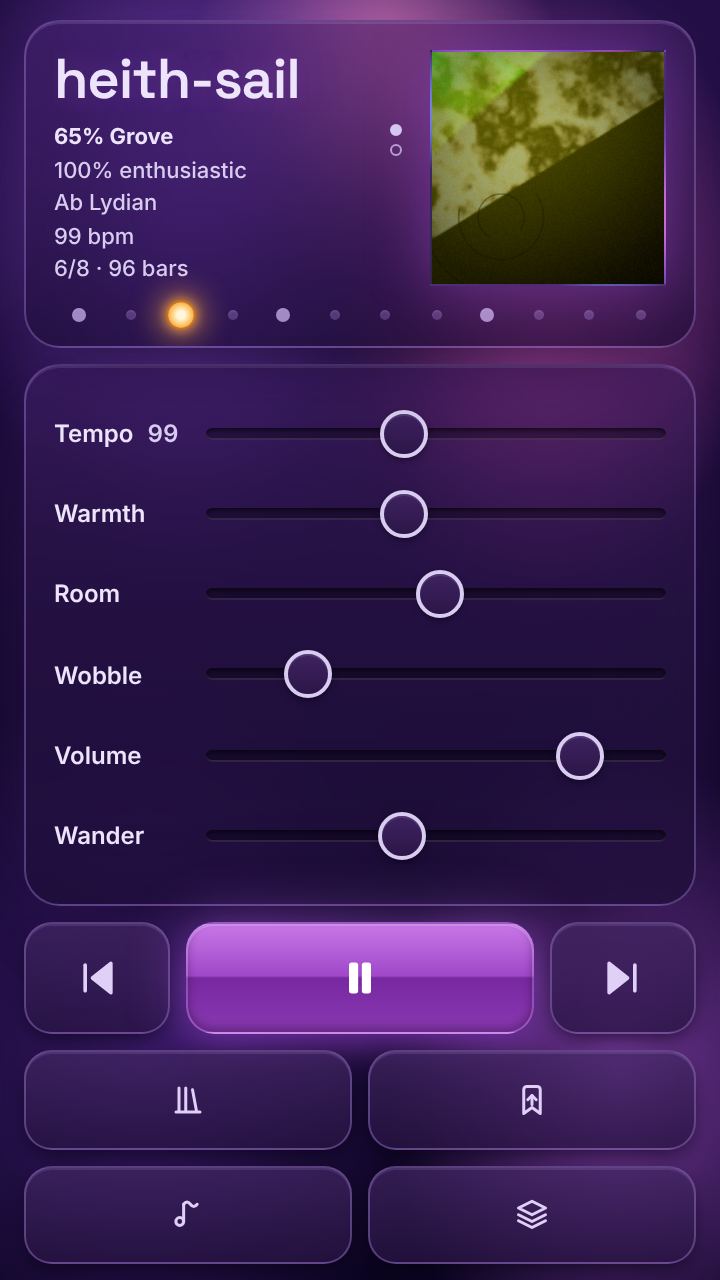 heith-sail
65% Grove
100% enthusiastic
Ab Lydian
99 bpm
6/8 · 96 bars
Tempo 99
Warmth
Room
Wobble
Volume
Wander